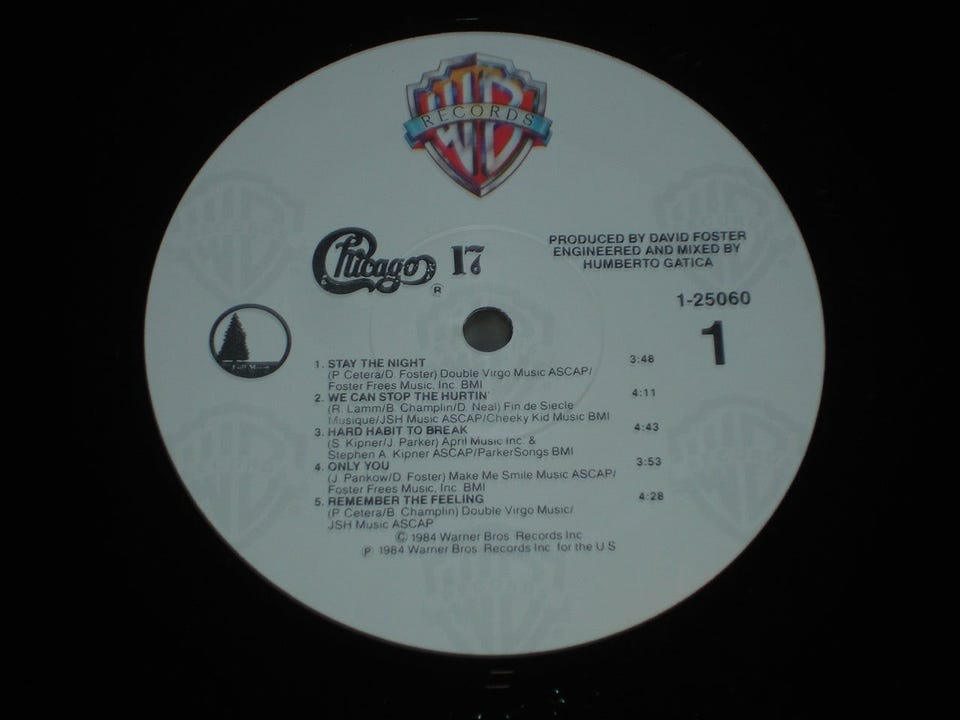 WB
RECORDS
Chicago 17
®
PRODUCED BY DAVID FOSTER
ENGINEERED AND MIXED BY
HUMBERTO GATICA
1-25060
1
Full Moon
1. STAY THE NIGHT 3:48
(P. Cetera/D. Foster) Double Virgo Music ASCAP/
Foster Frees Music, Inc. BMI
2. WE CAN STOP THE HURTIN' 4:11
(R. Lamm/B. Champlin/D. Neal) Fin de Siecle
Musique/JSH Music ASCAP/Cheeky Kid Music BMI
3. HARD HABIT TO BREAK 4:43
(S. Kipner/J. Parker) April Music Inc. &
Stephen A. Kipner ASCAP/ParkerSongs BMI
4. ONLY YOU 3:53
(J. Pankow/D. Foster) Make Me Smile Music ASCAP/
Foster Frees Music, Inc. BMI
5. REMEMBER THE FEELING 4:28
(P. Cetera/B. Champlin) Double Virgo Music/
JSH Music ASCAP
© 1984 Warner Bros. Records Inc.
℗ 1984 Warner Bros. Records Inc. for the U.S.